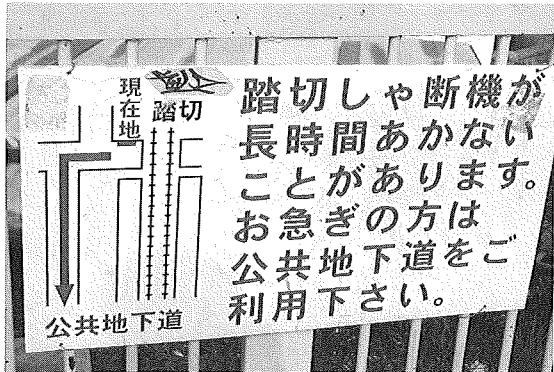 現在地
踏切
公共地下道
踏切しゃ断機が
長時間あかない
ことがあります。
お急ぎの方は
公共地下道をご
利用下さい。